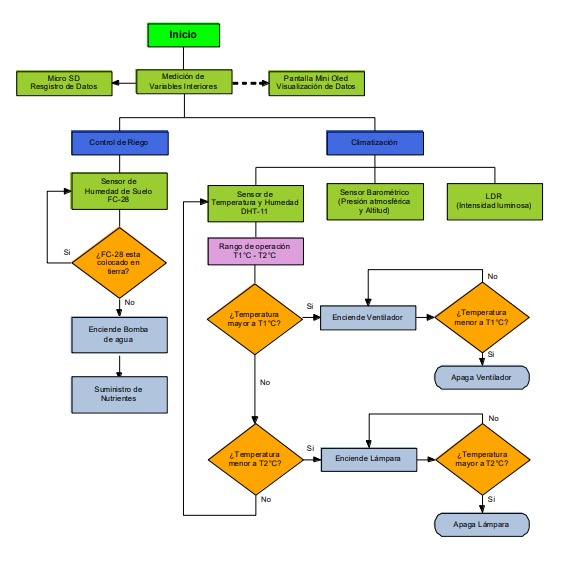 Inicio
Micro SD
Resgistro de Datos
Medición de
Variables Interiores
Pantalla Mini Oled
Visualización de Datos
Control de Riego
Climatización
Sensor de
Humedad de Suelo
FC-28
Sensor de
Temperatura y Humedad
DHT-11
Sensor Barométrico
(Presión atmosférica
y Altitud)
LDR
(Intensidad luminosa)
Rango de operación
T1°C - T2°C
Si
¿FC-28 esta
colocado en
tierra?
No
Enciende Bomba
de agua
Suministro de
Nutrientes
¿Temperatura
mayor a T1°C?
Si
Enciende Ventilador
No
¿Temperatura
menor a T1°C?
Si
Apaga Ventilador
No
¿Temperatura
menor a T2°C?
Si
Enciende Lámpara
No
¿Temperatura
mayor a T2°C?
No
Si
Apaga Lámpara